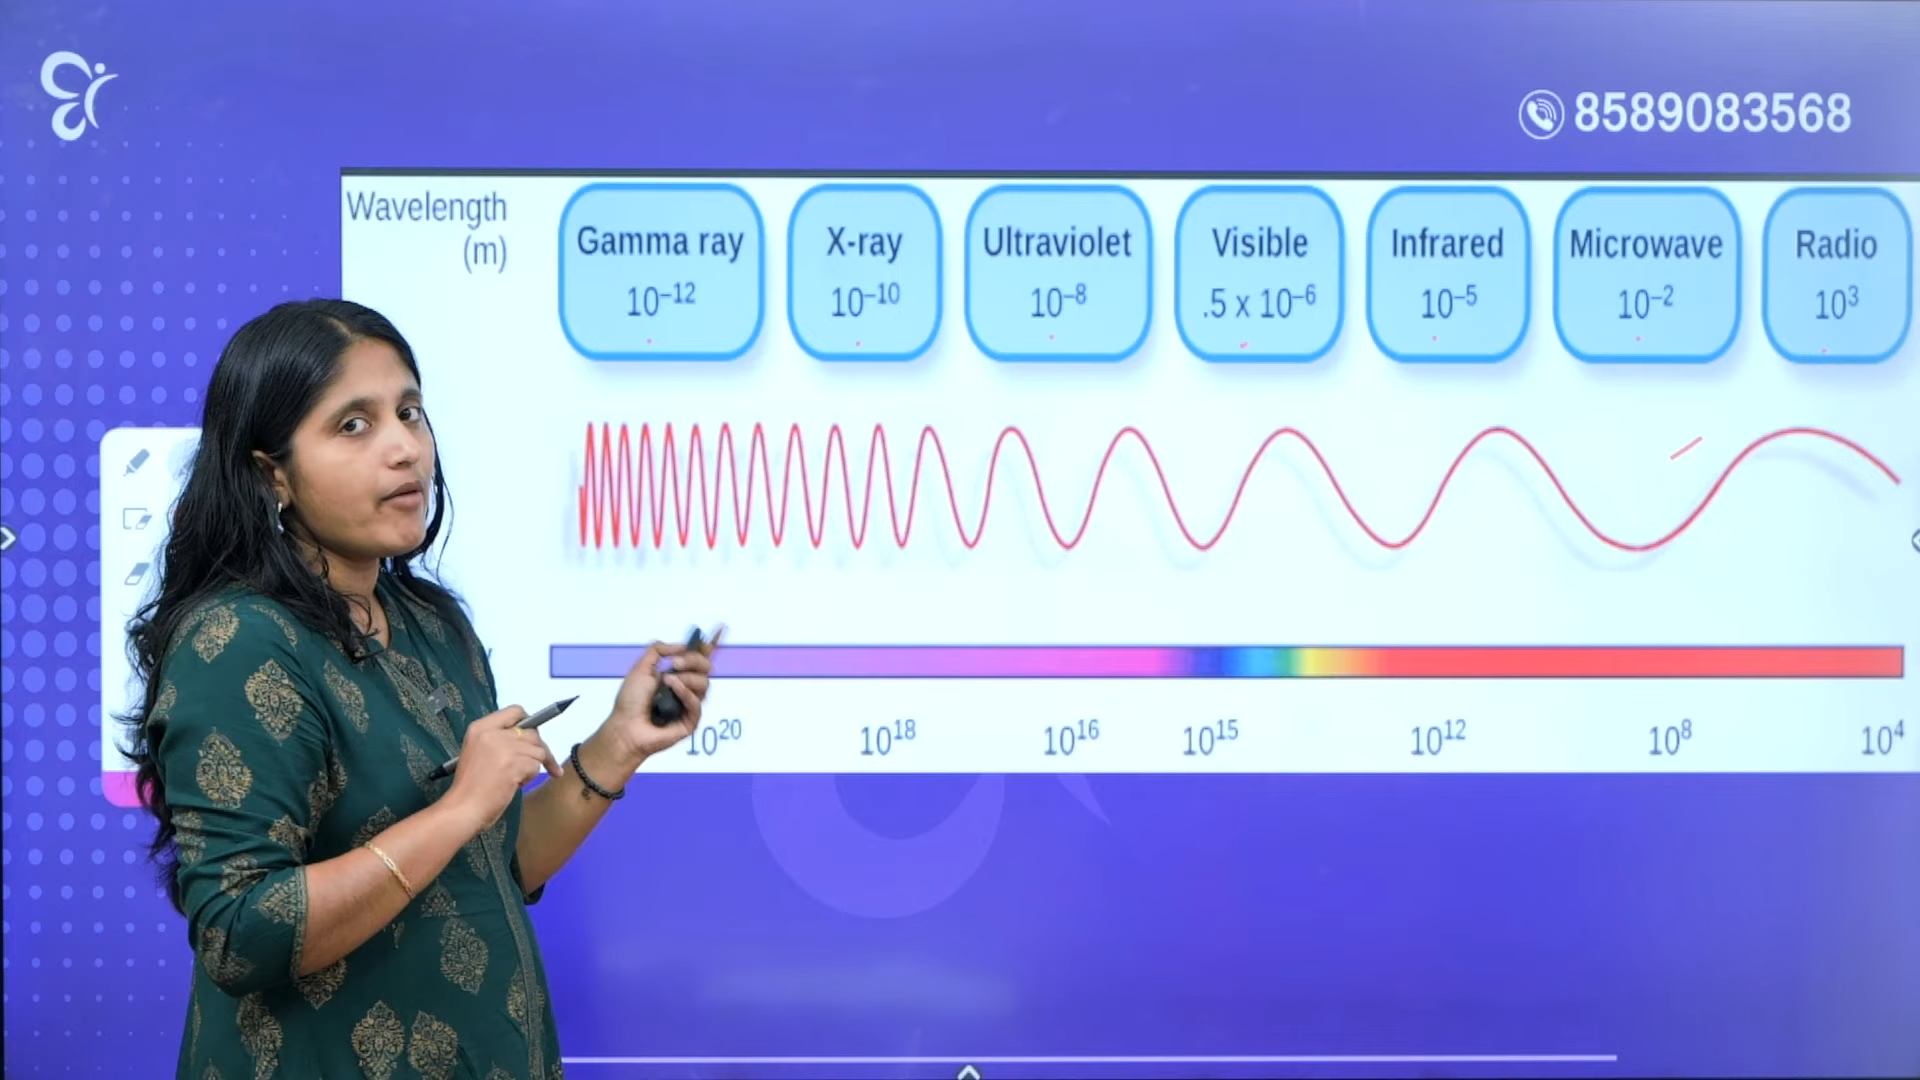 8589083568
Wavelength
(m)
Gamma ray
10⁻¹²
X-ray
10⁻¹⁰
Ultraviolet
10⁻⁸
Visible
.5 x 10⁻⁶
Infrared
10⁻⁵
Microwave
10⁻²
Radio
10³
10²⁰ 10¹⁸ 10¹⁶ 10¹⁵ 10¹² 10⁸ 10⁴